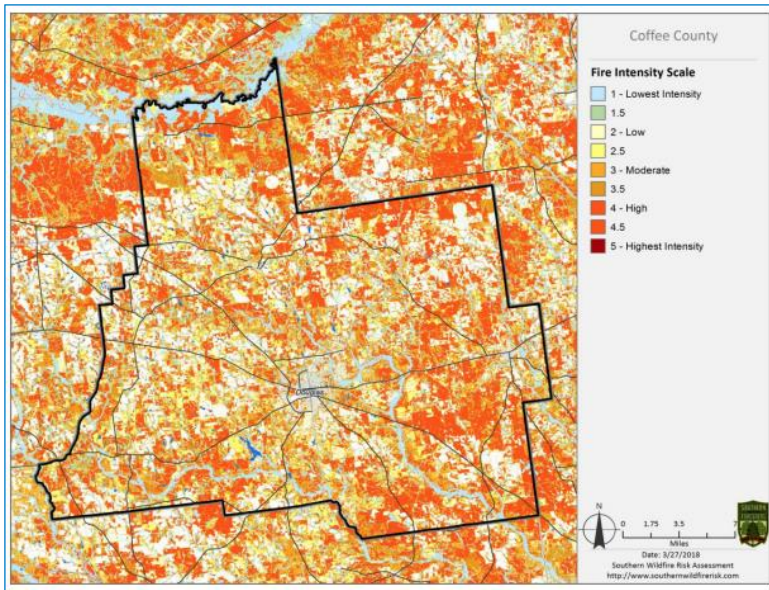 Coffee County
Fire Intensity Scale
1 - Lowest Intensity
1.5
2 - Low
2.5
3 - Moderate
3.5
4 - High
4.5
5 - Highest Intensity
Douglas
N
0 1.75 3.5 7
Miles
Date: 3/27/2018
Southern Wildfire Risk Assessment
http://www.southernwildfirerisk.com
SOUTHERN